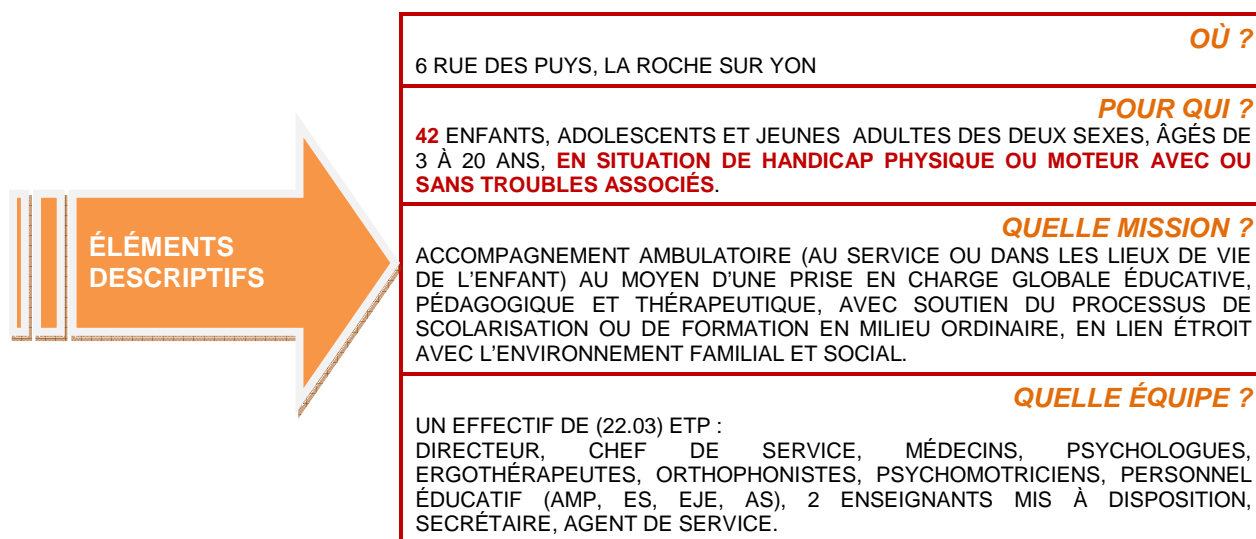 ÉLÉMENTS
DESCRIPTIFS
OÙ ?
6 RUE DES PUYS, LA ROCHE SUR YON
POUR QUI ?
42 ENFANTS, ADOLESCENTS ET JEUNES ADULTES DES DEUX SEXES, ÂGÉS DE
3 À 20 ANS, EN SITUATION DE HANDICAP PHYSIQUE OU MOTEUR AVEC OU
SANS TROUBLES ASSOCIÉS.
QUELLE MISSION ?
ACCOMPAGNEMENT AMBULATOIRE (AU SERVICE OU DANS LES LIEUX DE VIE
DE L'ENFANT) AU MOYEN D'UNE PRISE EN CHARGE GLOBALE ÉDUCATIVE,
PÉDAGOGIQUE ET THÉRAPEUTIQUE, AVEC SOUTIEN DU PROCESSUS DE
SCOLARISATION OU DE FORMATION EN MILIEU ORDINAIRE, EN LIEN ÉTROIT
AVEC L'ENVIRONNEMENT FAMILIAL ET SOCIAL.
QUELLE ÉQUIPE ?
UN EFFECTIF DE (22.03) ETP :
DIRECTEUR, CHEF DE SERVICE, MÉDECINS, PSYCHOLOGUES,
ERGOTHÉRAPEUTES, ORTHOPHONISTES, PSYCHOMOTRICIENS, PERSONNEL
ÉDUCATIF (AMP, ES, EJE, AS), 2 ENSEIGNANTS MIS À DISPOSITION,
SECRÉTAIRE, AGENT DE SERVICE.